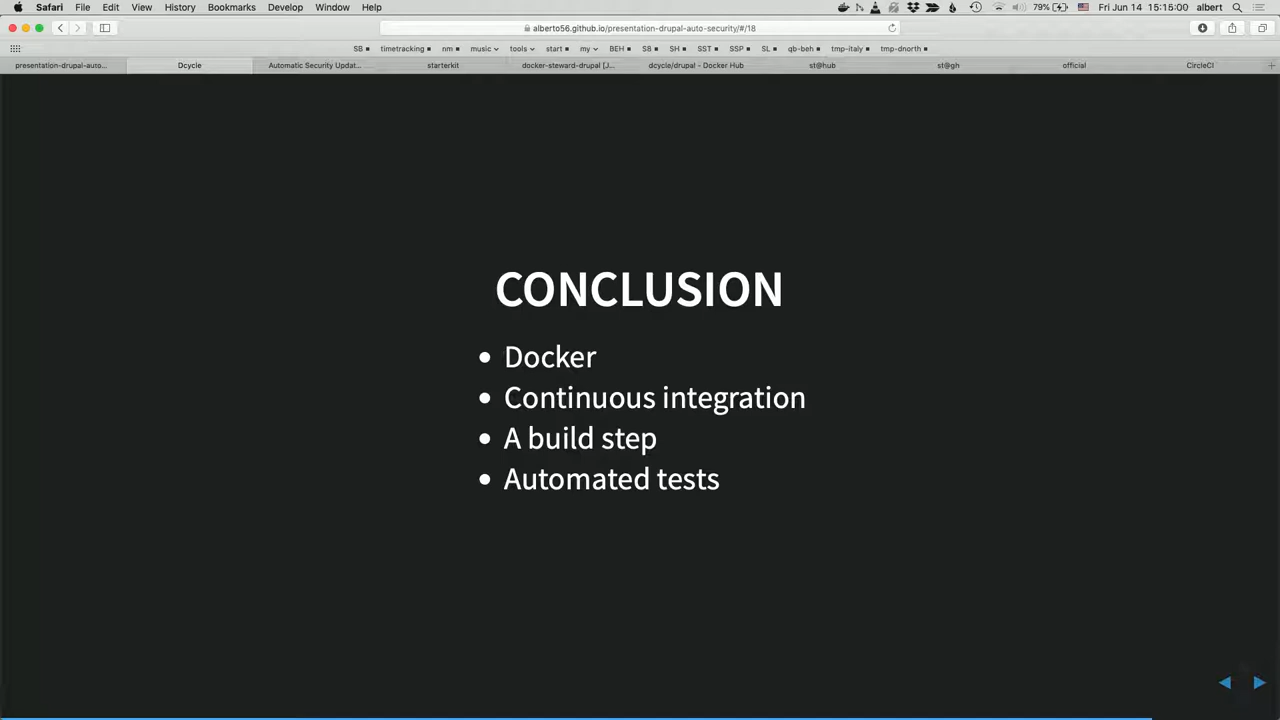 Safari File Edit View History Bookmarks Develop Window Help 79% Fri Jun 14 15:15:00 albert
alberto56.github.io/presentation-drupal-auto-security/#/18
SB timetracking nm music tools start my BEH SB SH SST SSP SL qb-beh tmp-italy tmp-dnorth
presentation-drupal-auto... Dcycle Automatic Security Updat... starterkit docker-steward-drupal [J... dcycle/drupal - Docker Hub st@hub st@gh official CircleCI
CONCLUSION
• Docker
• Continuous integration
• A build step
• Automated tests